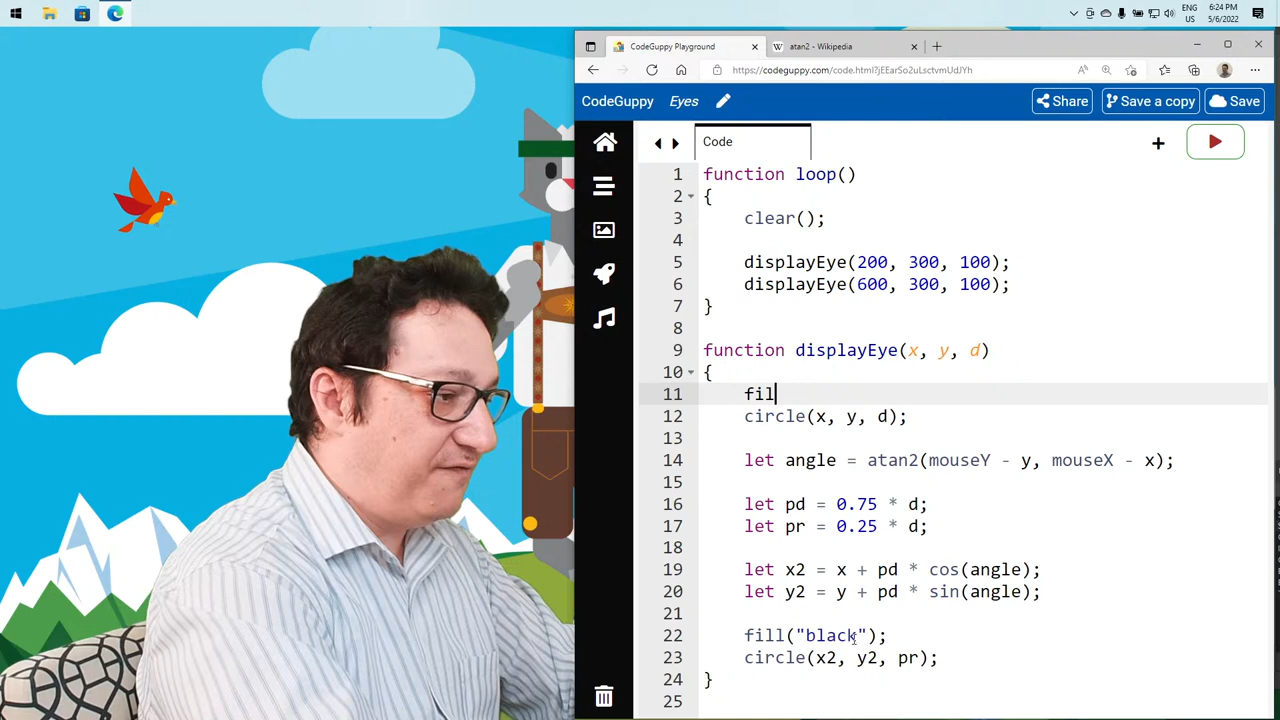 ENG
US
6:24 PM
5/6/2022
CodeGuppy Playground
atan2 - Wikipedia
https://codeguppy.com/code.html?jEEarSo2uLsctvmUdJYh
CodeGuppy
Eyes
Share
Save a copy
Save
Code
1 function loop()
2 {
3 clear();
4
5 displayEye(200, 300, 100);
6 displayEye(600, 300, 100);
7 }
8
9 function displayEye(x, y, d)
10 {
11 fil
12 circle(x, y, d);
13
14 let angle = atan2(mouseY - y, mouseX - x);
15
16 let pd = 0.75 * d;
17 let pr = 0.25 * d;
18
19 let x2 = x + pd * cos(angle);
20 let y2 = y + pd * sin(angle);
21
22 fill("black");
23 circle(x2, y2, pr);
24 }
25